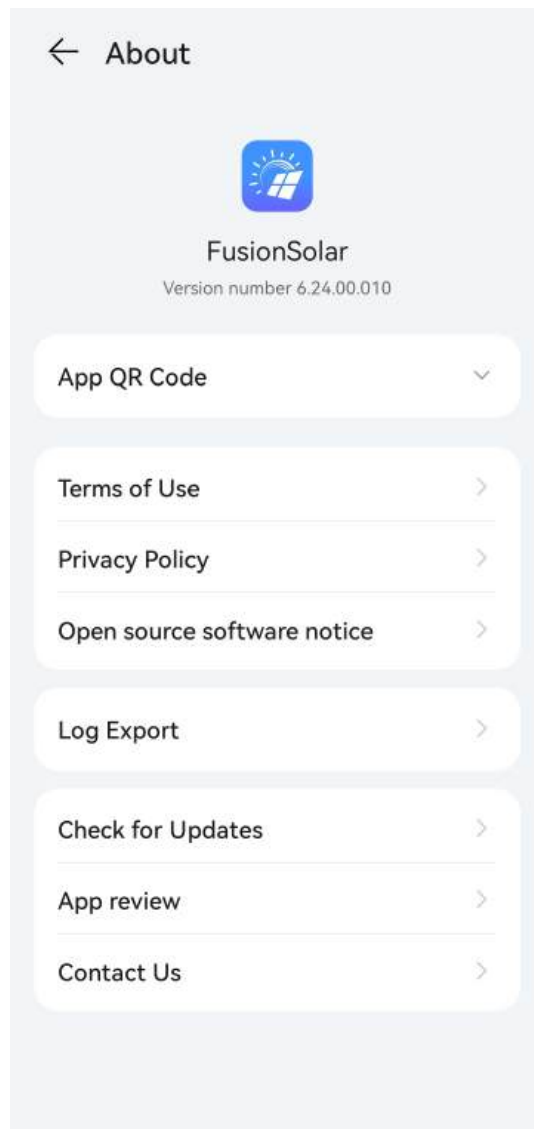 About
FusionSolar
Version number 6.24.00.010
App QR Code
Terms of Use
Privacy Policy
Open source software notice
Log Export
Check for Updates
App review
Contact Us